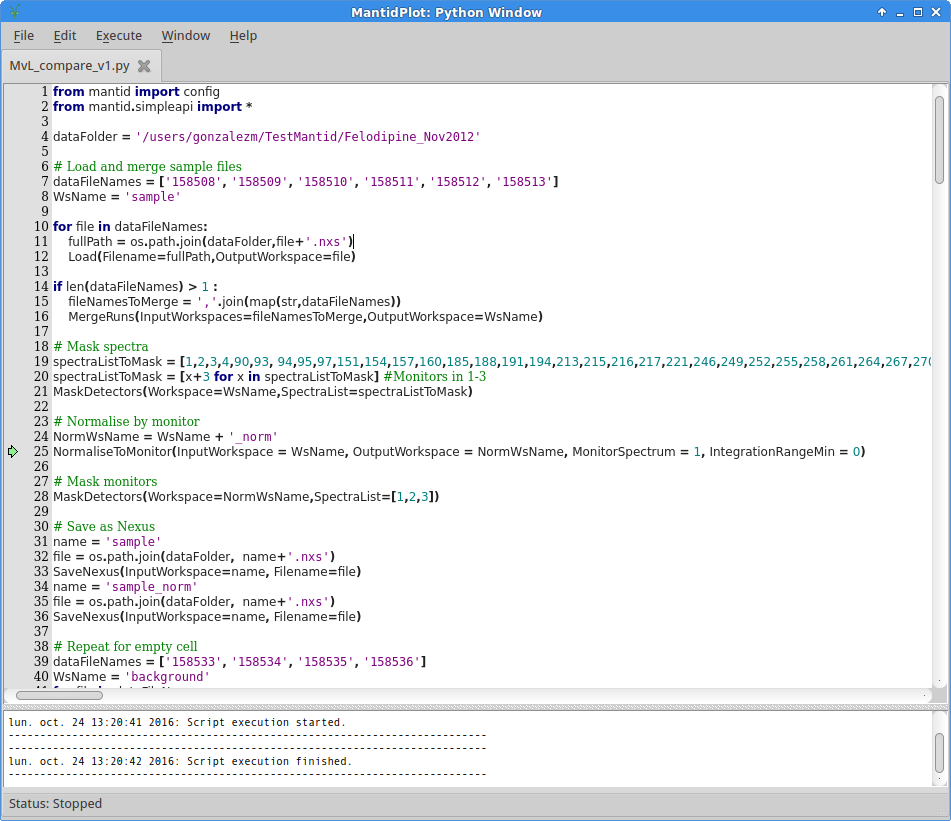 MantidPlot: Python Window
File Edit Execute Window Help
MvL_compare_v1.py
1 from mantid import config
2 from mantid.simpleapi import *
3
4 dataFolder = '/users/gonzalezm/TestMantid/Felodipine_Nov2012'
5
6 # Load and merge sample files
7 dataFileNames = ['158508', '158509', '158510', '158511', '158512', '158513']
8 WsName = 'sample'
9
10 for file in dataFileNames:
11 fullPath = os.path.join(dataFolder,file+'.nxs')
12 Load(Filename=fullPath,OutputWorkspace=file)
13
14 if len(dataFileNames) > 1 :
15 fileNamesToMerge = ','.join(map(str,dataFileNames))
16 MergeRuns(InputWorkspaces=fileNamesToMerge,OutputWorkspace=WsName)
17
18 # Mask spectra
19 spectraListToMask = [1,2,3,4,90,93, 94,95,97,151,154,157,160,185,188,191,194,213,215,216,217,221,246,249,252,255,258,261,264,267,270
20 spectraListToMask = [x+3 for x in spectraListToMask] #Monitors in 1-3
21 MaskDetectors(Workspace=WsName,SpectraList=spectraListToMask)
22
23 # Normalise by monitor
24 NormWsName = WsName + '_norm'
25 NormaliseToMonitor(InputWorkspace = WsName, OutputWorkspace = NormWsName, MonitorSpectrum = 1, IntegrationRangeMin = 0)
26
27 # Mask monitors
28 MaskDetectors(Workspace=NormWsName,SpectraList=[1,2,3])
29
30 # Save as Nexus
31 name = 'sample'
32 file = os.path.join(dataFolder, name+'.nxs')
33 SaveNexus(InputWorkspace=name, Filename=file)
34 name = 'sample_norm'
35 file = os.path.join(dataFolder, name+'.nxs')
36 SaveNexus(InputWorkspace=name, Filename=file)
37
38 # Repeat for empty cell
39 dataFileNames = ['158533', '158534', '158535', '158536']
40 WsName = 'background'
lun. oct. 24 13:20:41 2016: Script execution started.
---------------------------------------------------------------------------
---------------------------------------------------------------------------
lun. oct. 24 13:20:42 2016: Script execution finished.
---------------------------------------------------------------------------
Status: Stopped